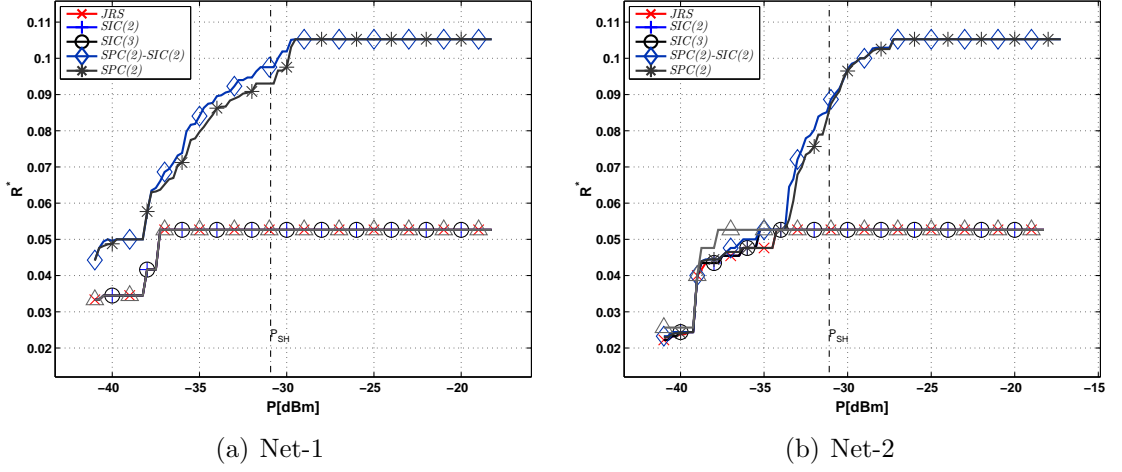 0.11
0.1
0.09
0.08
0.07
0.06
0.05
0.04
0.03
0.02
R*
JRS
SIC(2)
SIC(3)
SPC(2)-SIC(2)
SPC(2)
P_SH
−40 −35 −30 −25 −20
P[dBm]
(a) Net-1
0.11
0.1
0.09
0.08
0.07
0.06
0.05
0.04
0.03
0.02
R*
JRS
SIC(2)
SIC(3)
SPC(2)-SIC(2)
SPC(2)
P_SH
−40 −35 −30 −25 −20 −15
P[dBm]
(b) Net-2